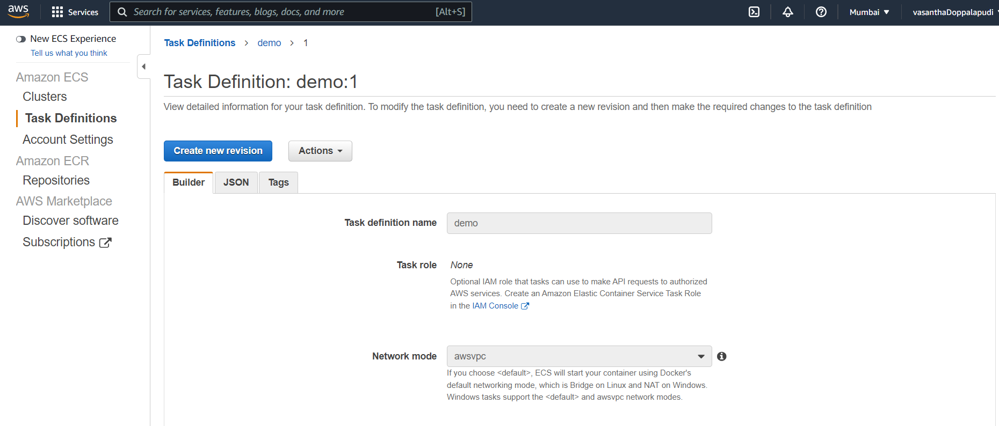 aws
Services
Search for services, features, blogs, docs, and more
[Alt+S]
Mumbai
vasanthaDoppalapudi
New ECS Experience
Tell us what you think
Amazon ECS
Clusters
Task Definitions
Account Settings
Amazon ECR
Repositories
AWS Marketplace
Discover software
Subscriptions
Task Definitions > demo > 1
Task Definition: demo:1
View detailed information for your task definition. To modify the task definition, you need to create a new revision and then make the required changes to the task definition
Create new revision
Actions
Builder
JSON
Tags
Task definition name
demo
Task role
None
Optional IAM role that tasks can use to make API requests to authorized
AWS services. Create an Amazon Elastic Container Service Task Role
in the IAM Console
Network mode
awsvpc
If you choose <default>, ECS will start your container using Docker's
default networking mode, which is Bridge on Linux and NAT on Windows.
Windows tasks support the <default> and awsvpc network modes.